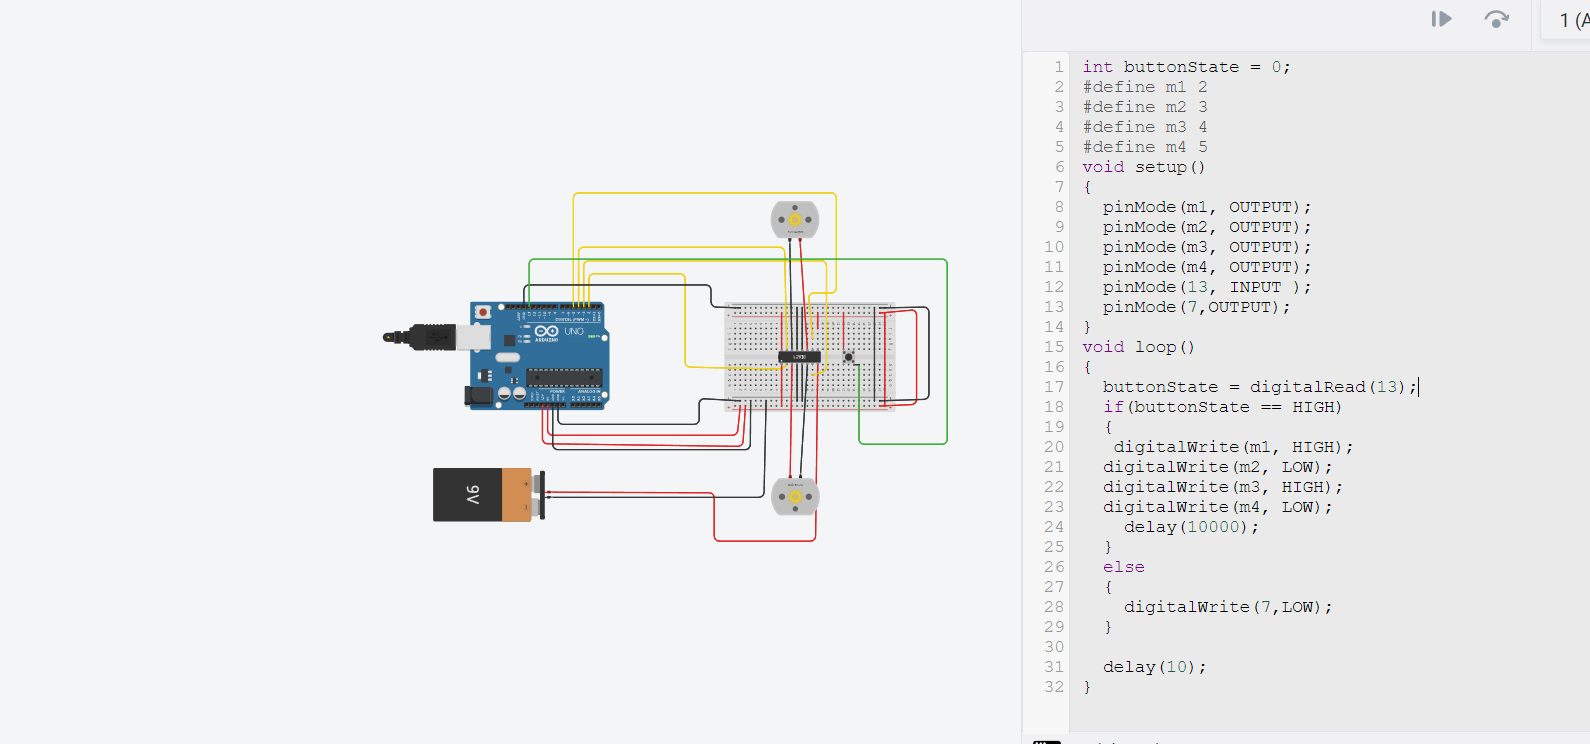 1 (A
1 int buttonState = 0;
2 #define m1 2
3 #define m2 3
4 #define m3 4
5 #define m4 5
6 void setup()
7 {
8 pinMode(m1, OUTPUT);
9 pinMode(m2, OUTPUT);
10 pinMode(m3, OUTPUT);
11 pinMode(m4, OUTPUT);
12 pinMode(13, INPUT );
13 pinMode(7,OUTPUT);
14 }
15 void loop()
16 {
17 buttonState = digitalRead(13);
18 if(buttonState == HIGH)
19 {
20 digitalWrite(m1, HIGH);
21 digitalWrite(m2, LOW);
22 digitalWrite(m3, HIGH);
23 digitalWrite(m4, LOW);
24 delay(10000);
25 }
26 else
27 {
28 digitalWrite(7,LOW);
29 }
30
31 delay(10);
32 }
UNO
ARDUINO
9V